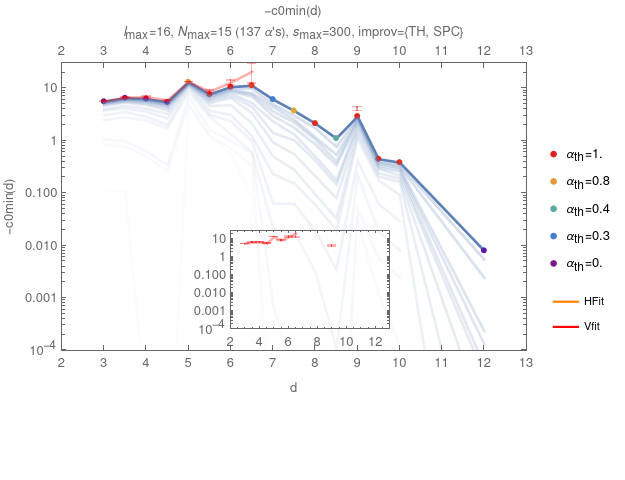 −c0min(d)
lmax=16, Nmax=15 (137 α's), smax=300, improv={TH, SPC}
2 3 4 5 6 7 8 9 10 11 12 13
10
1
0.100
0.010
0.001
10−4
−c0min(d)
10
1
0.100
0.010
0.001
10−4
2 4 6 8 10 12
2 3 4 5 6 7 8 9 10 11 12 13
d
αth=1.
αth=0.8
αth=0.4
αth=0.3
αth=0.
HFit
Vfit